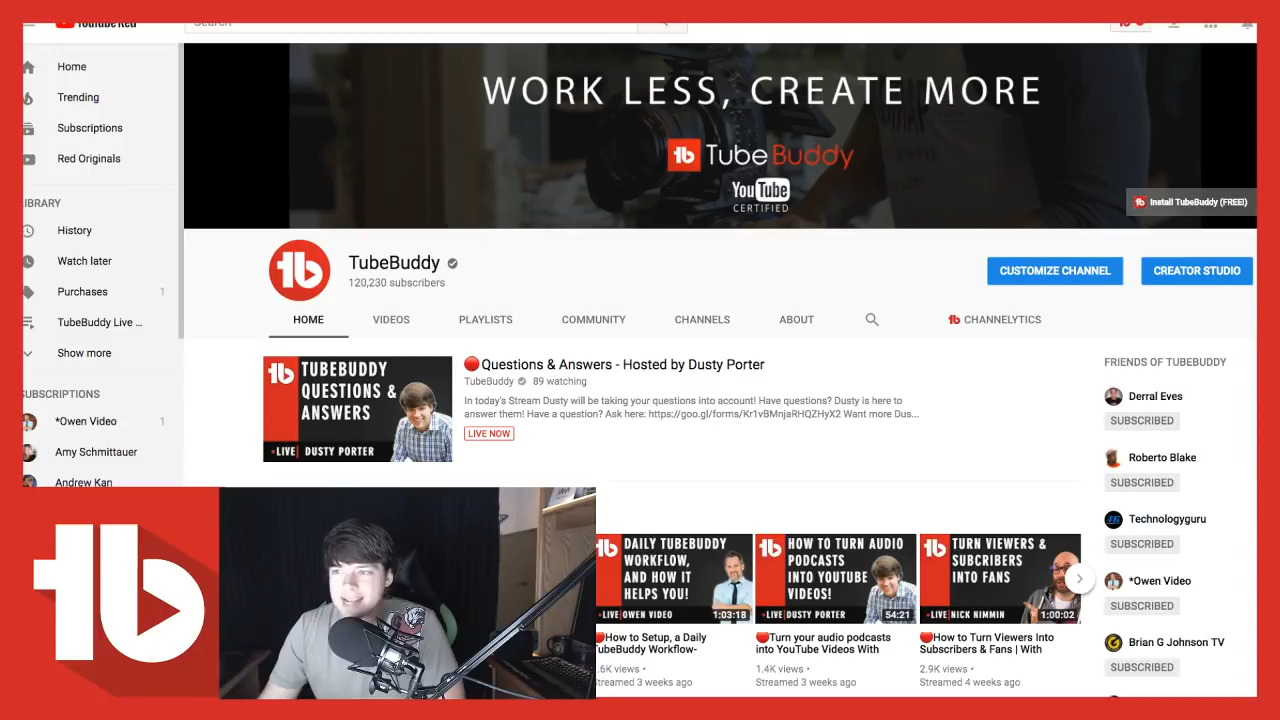 YouTube Red
Search
Home
Trending
Subscriptions
Red Originals
LIBRARY
History
Watch later
Purchases 1
TubeBuddy Live ...
Show more
SUBSCRIPTIONS
*Owen Video 1
Amy Schmittauer
Andrew Kan
WORK LESS, CREATE MORE
tb TubeBuddy
YouTube
CERTIFIED
Install TubeBuddy (FREE!)
TubeBuddy
120,230 subscribers
CUSTOMIZE CHANNEL
CREATOR STUDIO
HOME VIDEOS PLAYLISTS COMMUNITY CHANNELS ABOUT CHANNELYTICS
TUBEBUDDY
QUESTIONS &
ANSWERS
LIVE| DUSTY PORTER
Questions & Answers - Hosted by Dusty Porter
TubeBuddy 89 watching
In today's Stream Dusty will be taking your questions into account! Have questions? Dusty is here to
answer them! Have a question? Ask here: https://goo.gl/forms/Kr1vBMnjaRHQZHyX2 Want more Dus...
LIVE NOW
FRIENDS OF TUBEBUDDY
Derral Eves
SUBSCRIBED
Roberto Blake
SUBSCRIBED
Technologyguru
SUBSCRIBED
*Owen Video
SUBSCRIBED
Brian G Johnson TV
SUBSCRIBED
tb
DAILY TUBEBUDDY
WORKFLOW,
AND HOW IT
HELPS YOU!
LIVE|OWEN VIDEO 1:03:18
How to Setup, a Daily
TubeBuddy Workflow-
.6K views •
Streamed 3 weeks ago
HOW TO TURN AUDIO
PODCASTS
INTO YOUTUBE
VIDEOS!
LIVE|DUSTY PORTER 54:21
Turn your audio podcasts
into YouTube Videos With
1.4K views •
Streamed 3 weeks ago
TURN VIEWERS &
SUBCRIBERS
INTO FANS
LIVE|NICK NIMMIN 1:00:02
How to Turn Viewers Into
Subscribers & Fans | With
2.9K views •
Streamed 4 weeks ago